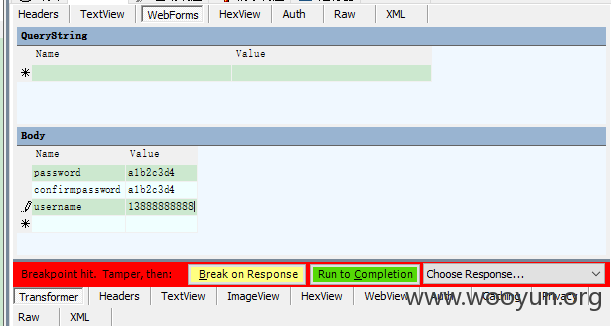 Headers TextView WebForms HexView Auth Raw XML
QueryString
Name Value
Body
Name Value
password a1b2c3d4
confirmpassword a1b2c3d4
username 13888888888
Breakpoint hit. Tamper, then: Break on Response Run to Completion Choose Response...
Transformer Headers TextView ImageView HexView WebView Auth Caching Privacy
Raw XML
www.wooyun.org